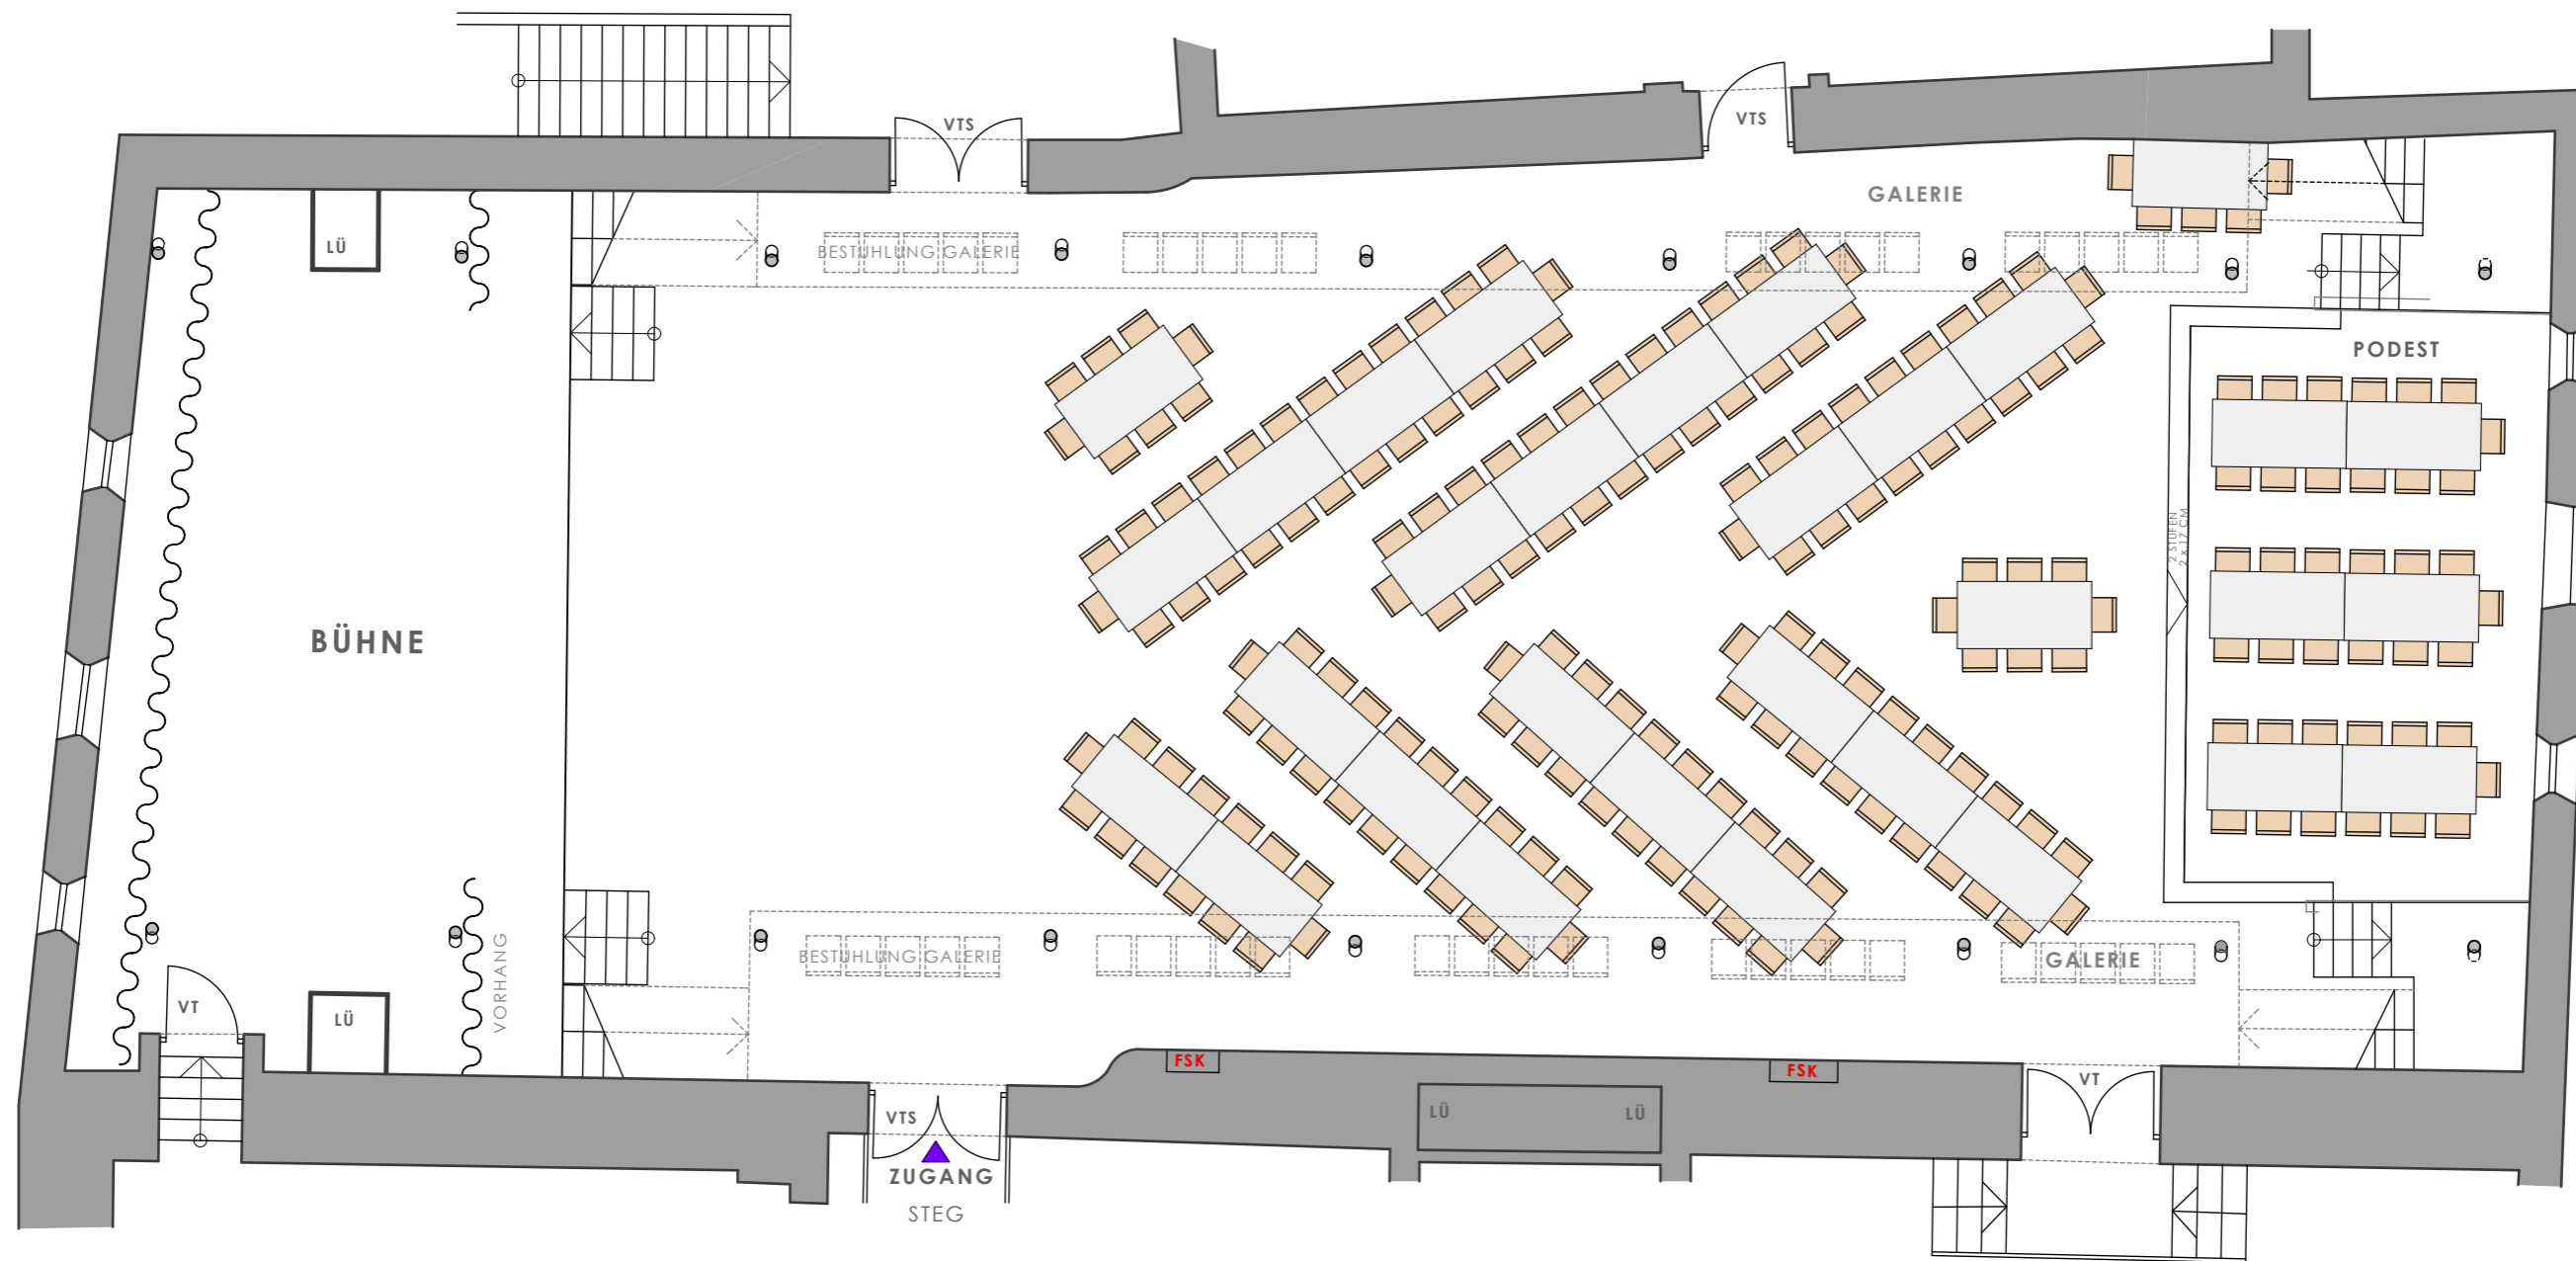 VTS
VTS
GALERIE
LÜ
BESTUHLUNG GALERIE
PODEST
2 STUFEN
2 x 17 CM
BÜHNE
VORHANG
BESTUHLUNG GALERIE
GALERIE
VT
LÜ
FSK
FSK
VT
VTS
LÜ
LÜ
ZUGANG
STEG